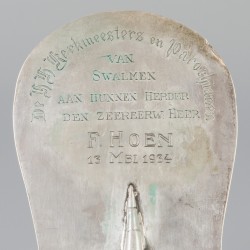 De H.H. Kerkmeesters en Parochianen
VAN
SWALMEN
AAN HUNNEN HERDER
DEN ZEEREERW HEER
F. HOEN
13 MEI 1934